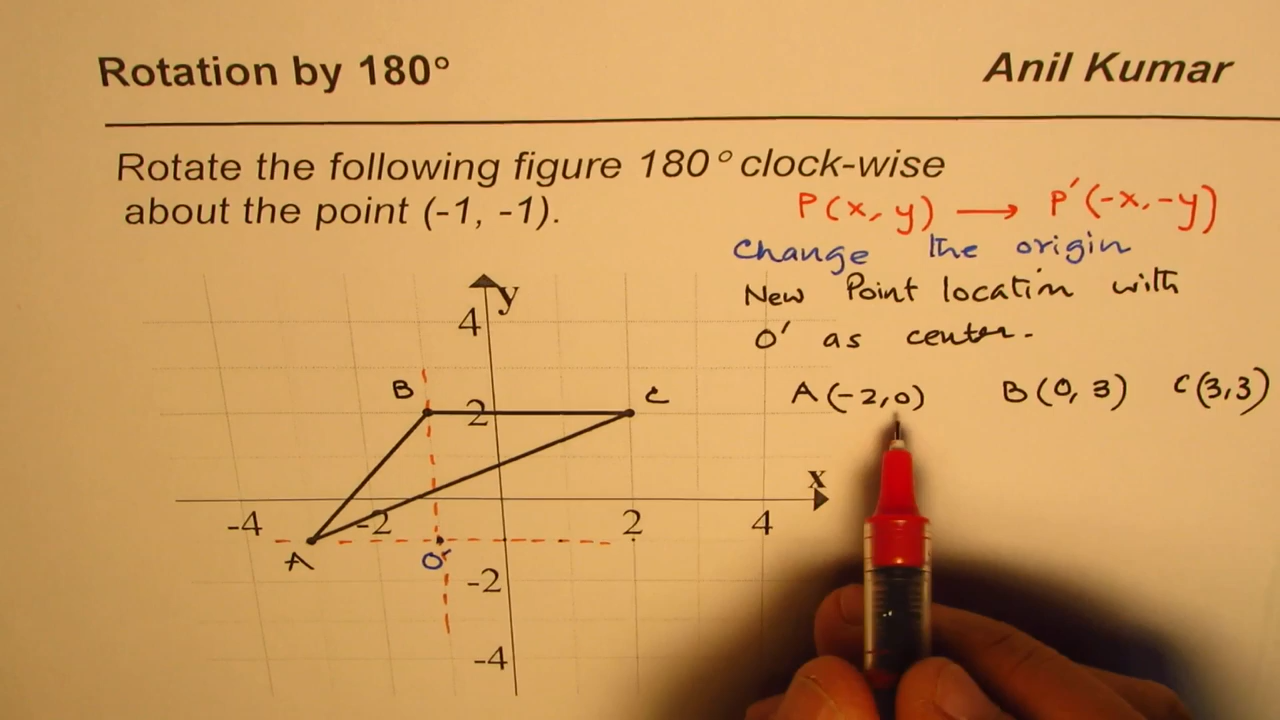 Rotation by 180° Anil Kumar
Rotate the following figure 180° clock-wise
about the point (-1, -1).
P(x, y) → P′(-x, -y)
Change the origin
New Point location with
O′ as center.
A(-2,0) B(0, 3) C(3,3)
y
4
B
2
C
x
-4
-2
2
4
A
O′
-2
-4